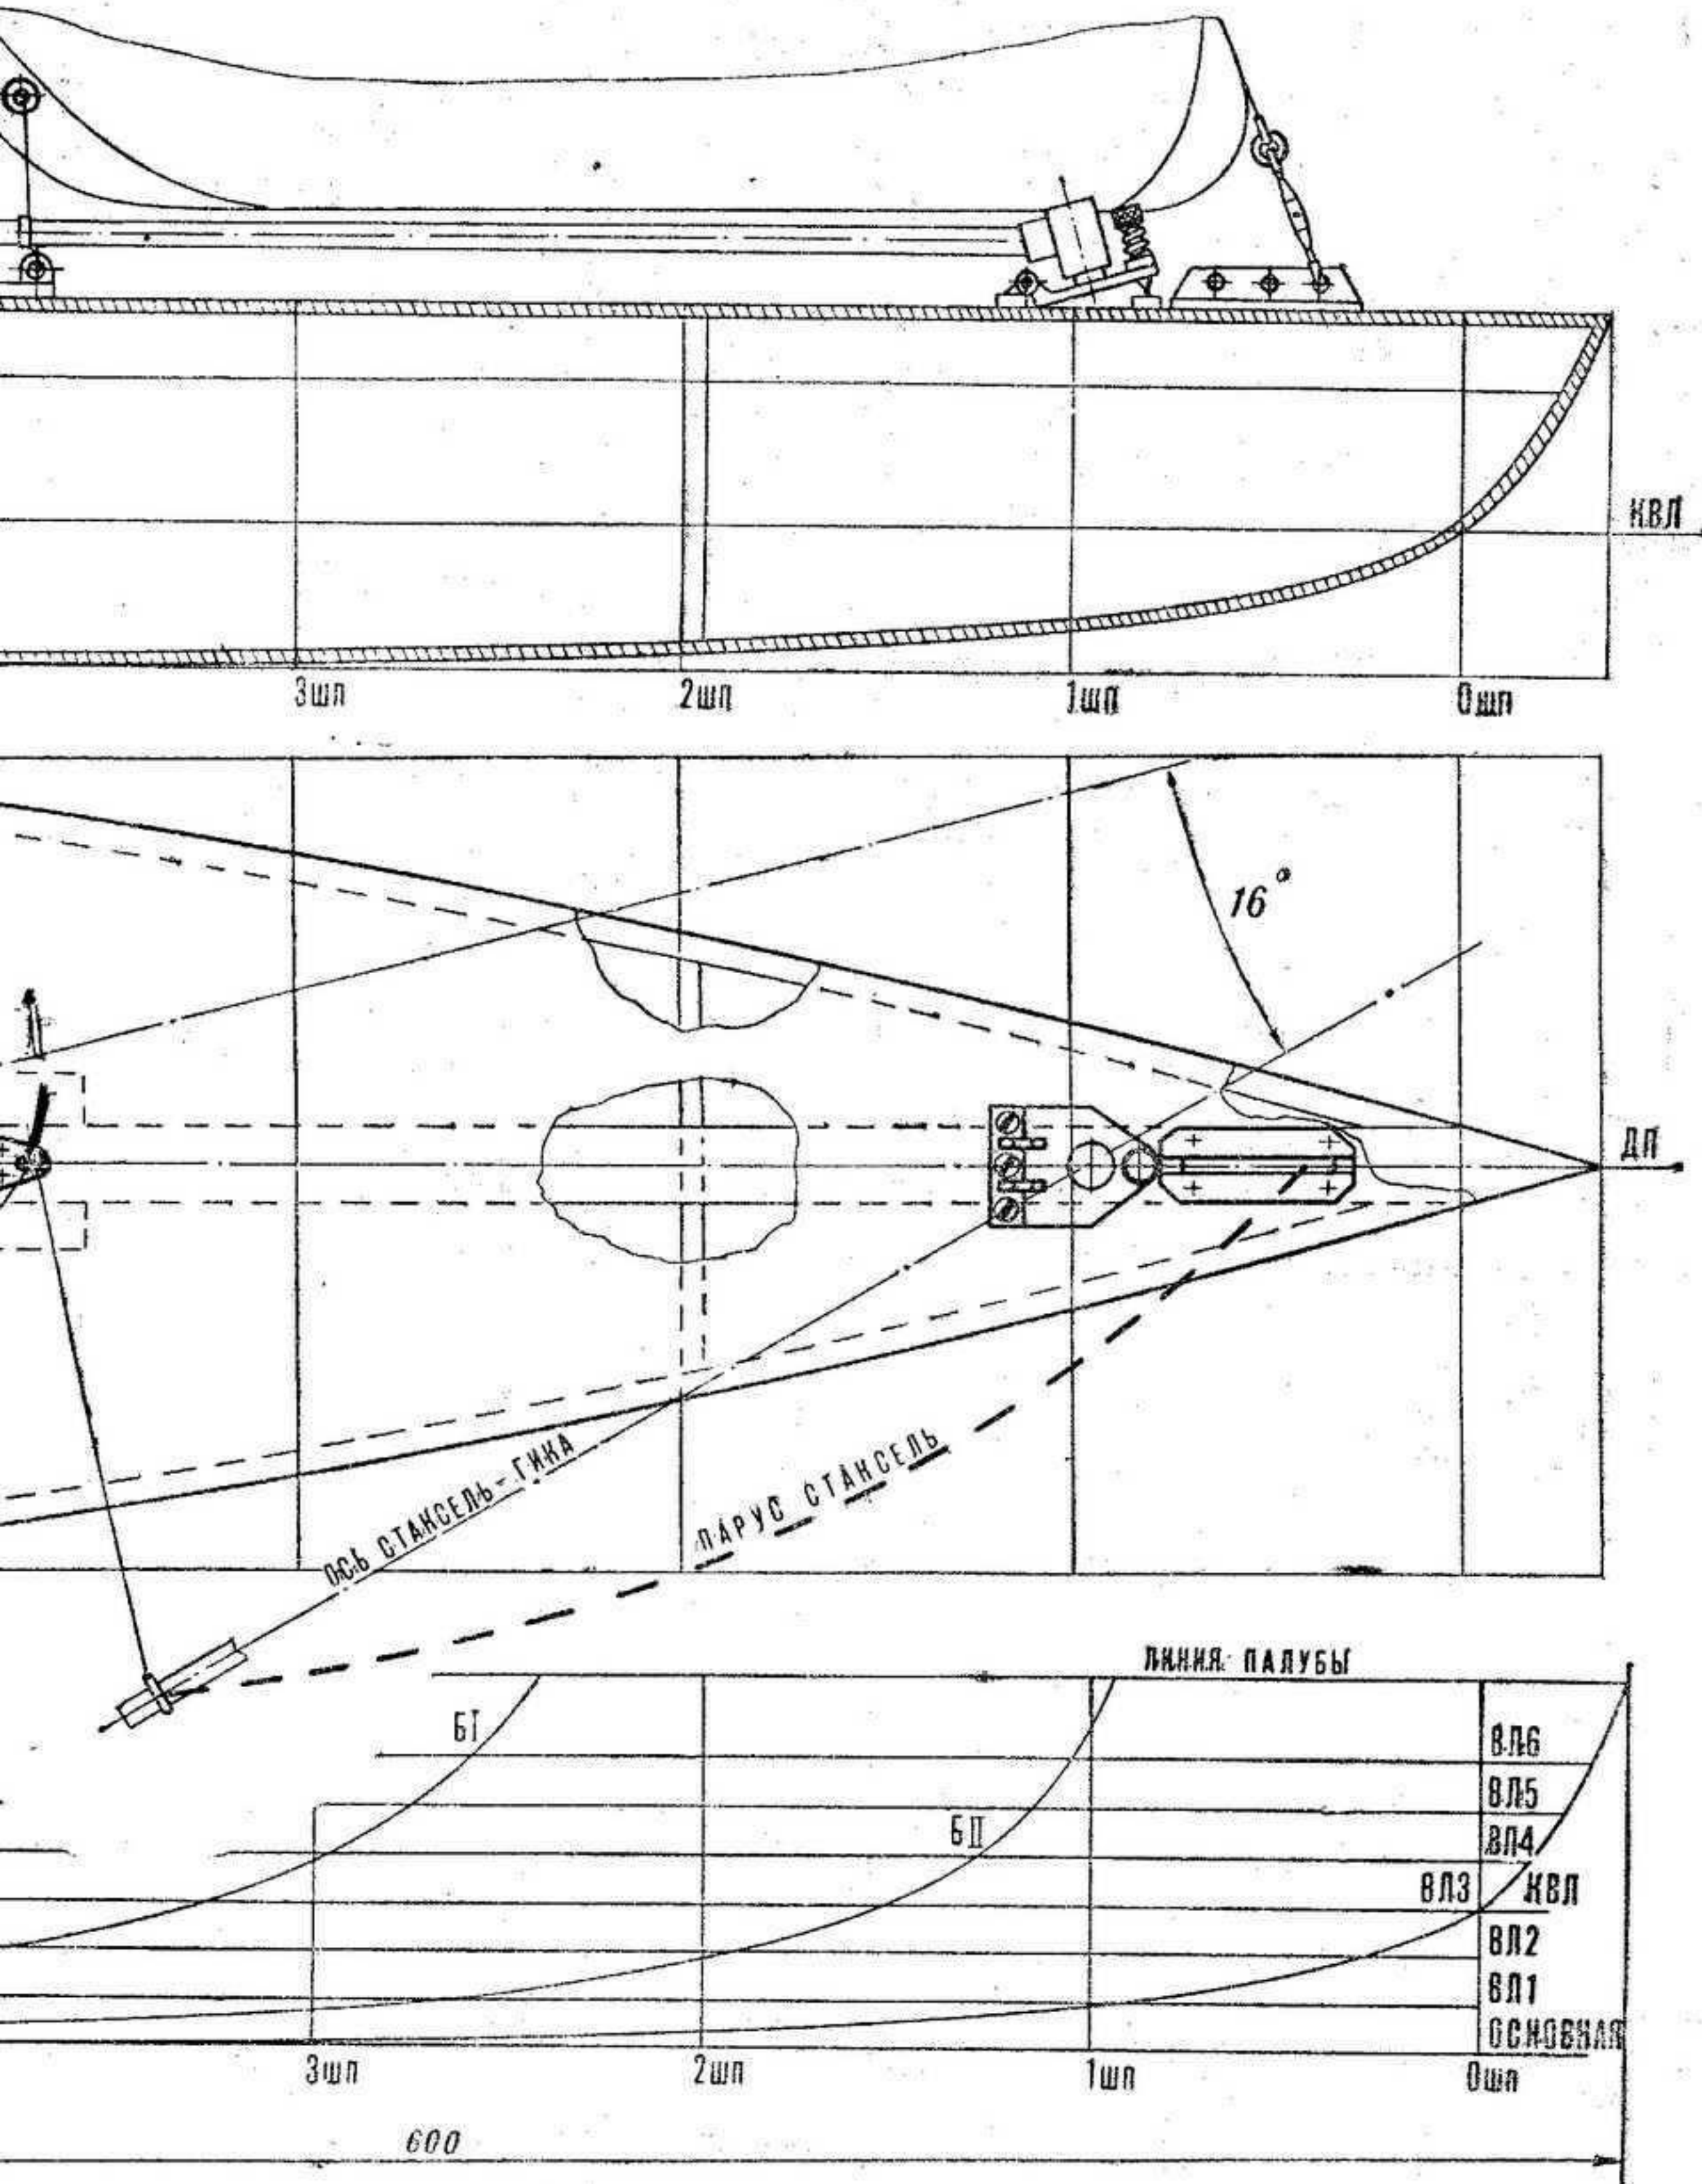 КВЛ
3шп 2шп 1шп 0шп
16°
ДП
ОСЬ СТАКСЕЛЬ-ГИКА
ПАРУС СТАКСЕЛЬ
ЛИНИЯ ПАЛУБЫ
БI
ВЛ6
ВЛ5
БII
ВЛ4
ВЛ3 КВЛ
ВЛ2
ВЛ1
ОСНОВНАЯ
3шп 2шп 1шп 0шп
600